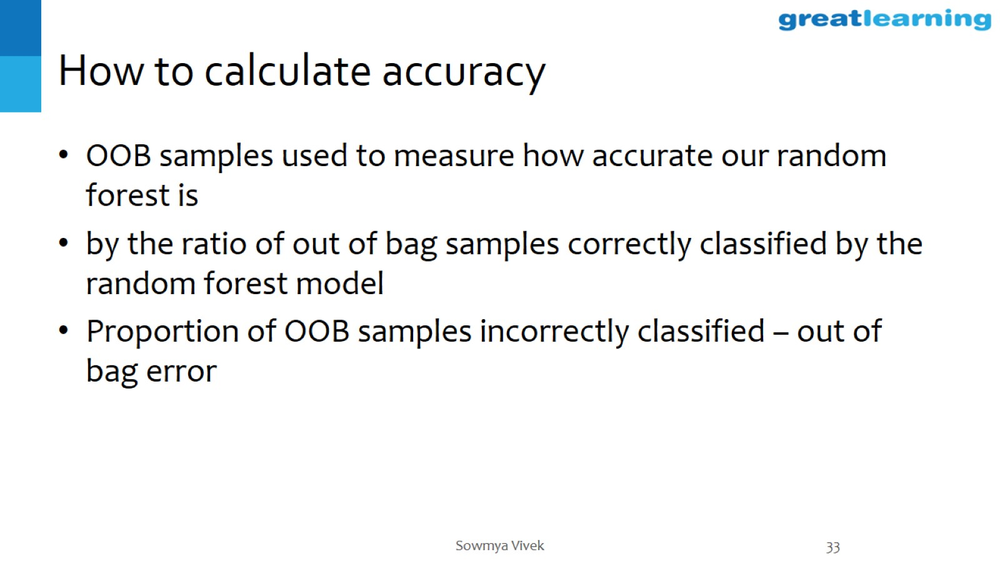 greatlearning
How to calculate accuracy
• OOB samples used to measure how accurate our random
forest is
• by the ratio of out of bag samples correctly classified by the
random forest model
• Proportion of OOB samples incorrectly classified – out of
bag error
Sowmya Vivek
33